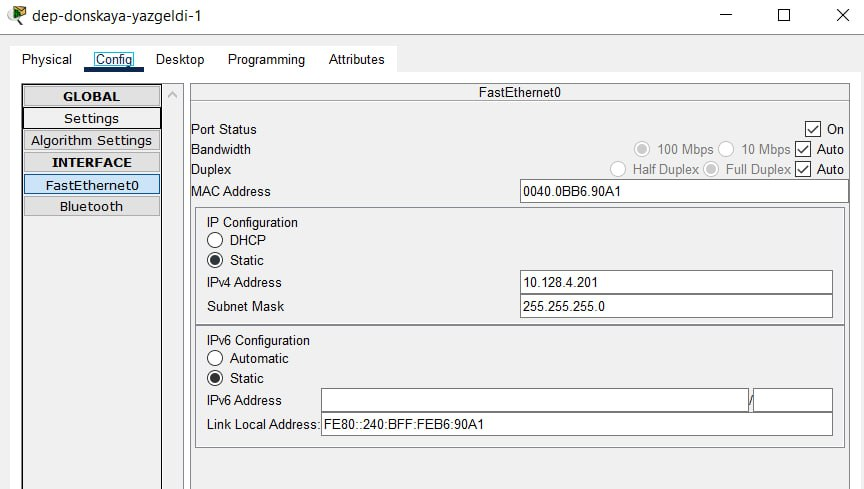 dep-donskaya-yazgeldi-1
Physical Config Desktop Programming Attributes
GLOBAL
Settings
Algorithm Settings
INTERFACE
FastEthernet0
Bluetooth
FastEthernet0
Port Status On
Bandwidth 100 Mbps 10 Mbps Auto
Duplex Half Duplex Full Duplex Auto
MAC Address 0040.0BB6.90A1
IP Configuration
DHCP
Static
IPv4 Address 10.128.4.201
Subnet Mask 255.255.255.0
IPv6 Configuration
Automatic
Static
IPv6 Address /
Link Local Address: FE80::240:BFF:FEB6:90A1